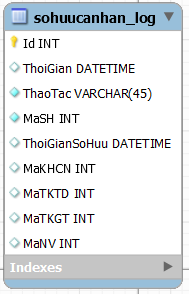 sohuucanhan_log
Id INT
ThoiGian DATETIME
ThaoTac VARCHAR(45)
MaSH INT
ThoiGianSoHuu DATETIME
MaKHCN INT
MaTKTD INT
MaTKGT INT
MaNV INT
Indexes